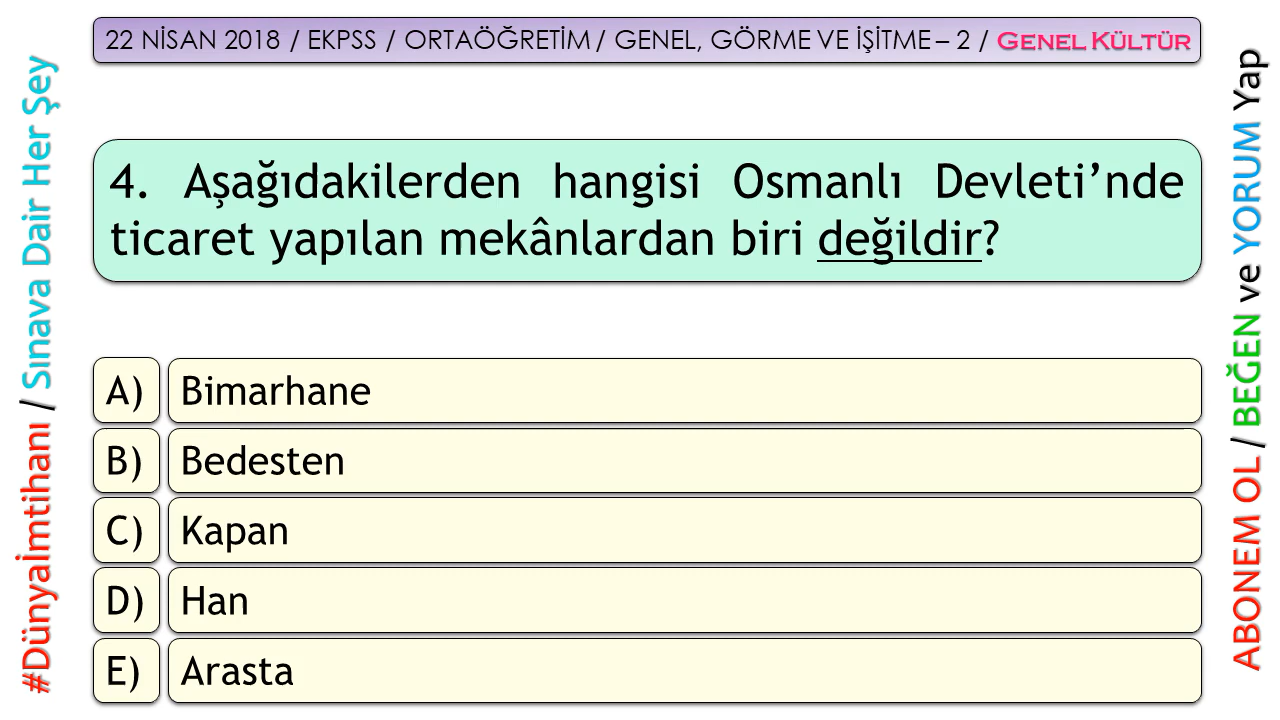 22 NİSAN 2018 / EKPSS / ORTAÖĞRETİM / GENEL, GÖRME VE İŞİTME – 2 / GENEL KÜLTÜR
#Dünyaİmtihanı / Sınava Dair Her Şey
4. Aşağıdakilerden hangisi Osmanlı Devleti’nde
ticaret yapılan mekânlardan biri değildir?
A) Bimarhane
B) Bedesten
C) Kapan
D) Han
E) Arasta
ABONEM OL / BEĞEN ve YORUM Yap